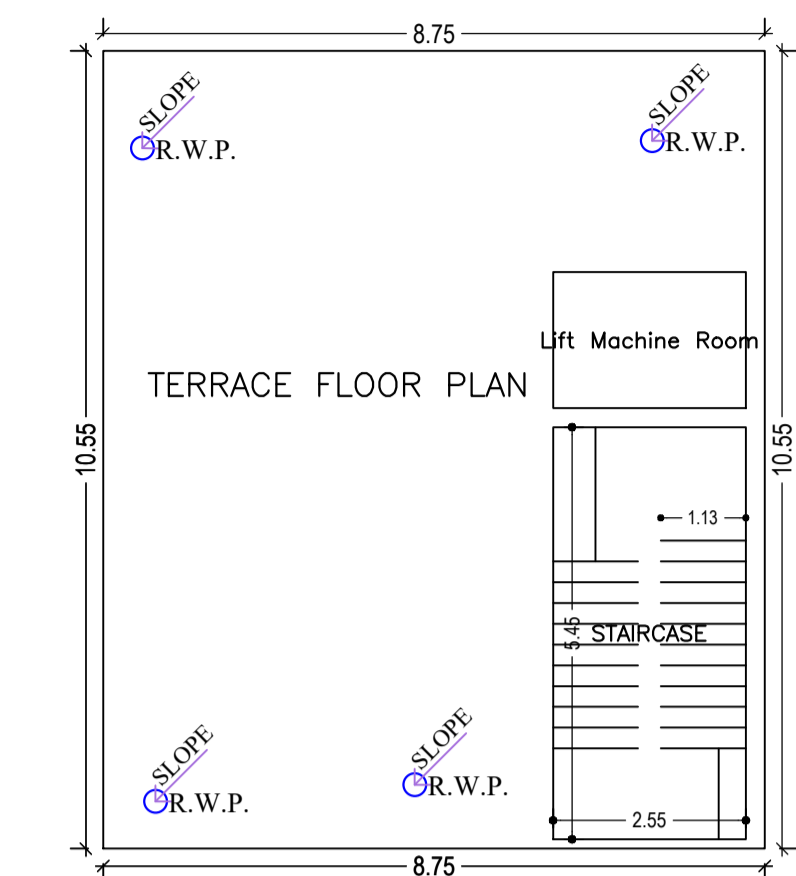 8.75
SLOPE
R.W.P.
SLOPE
R.W.P.
Lift Machine Room
TERRACE FLOOR PLAN
10.55
10.55
1.13
5.45
STAIRCASE
SLOPE
R.W.P.
SLOPE
R.W.P.
2.55
8.75